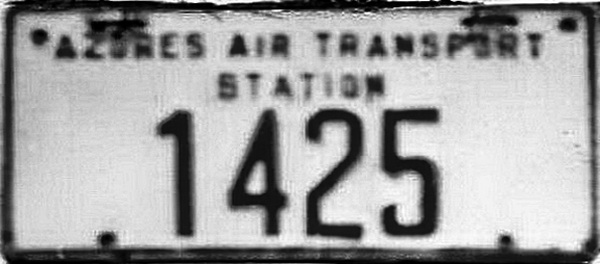 AZORES AIR TRANSPORT
STATION
1425